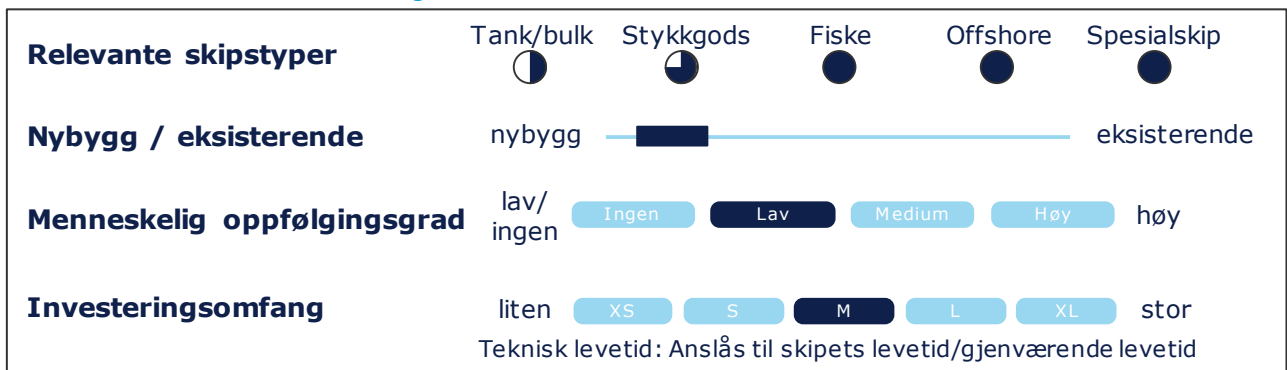 Relevante skipstyper
Tank/bulk Stykkgods Fiske Offshore Spesialskip
Nybygg / eksisterende
nybygg eksisterende
Menneskelig oppfølgingsgrad
lav/
ingen
Ingen Lav Medium Høy
høy
Investeringsomfang
liten XS S M L XL stor
Teknisk levetid: Anslås til skipets levetid/gjenværende levetid